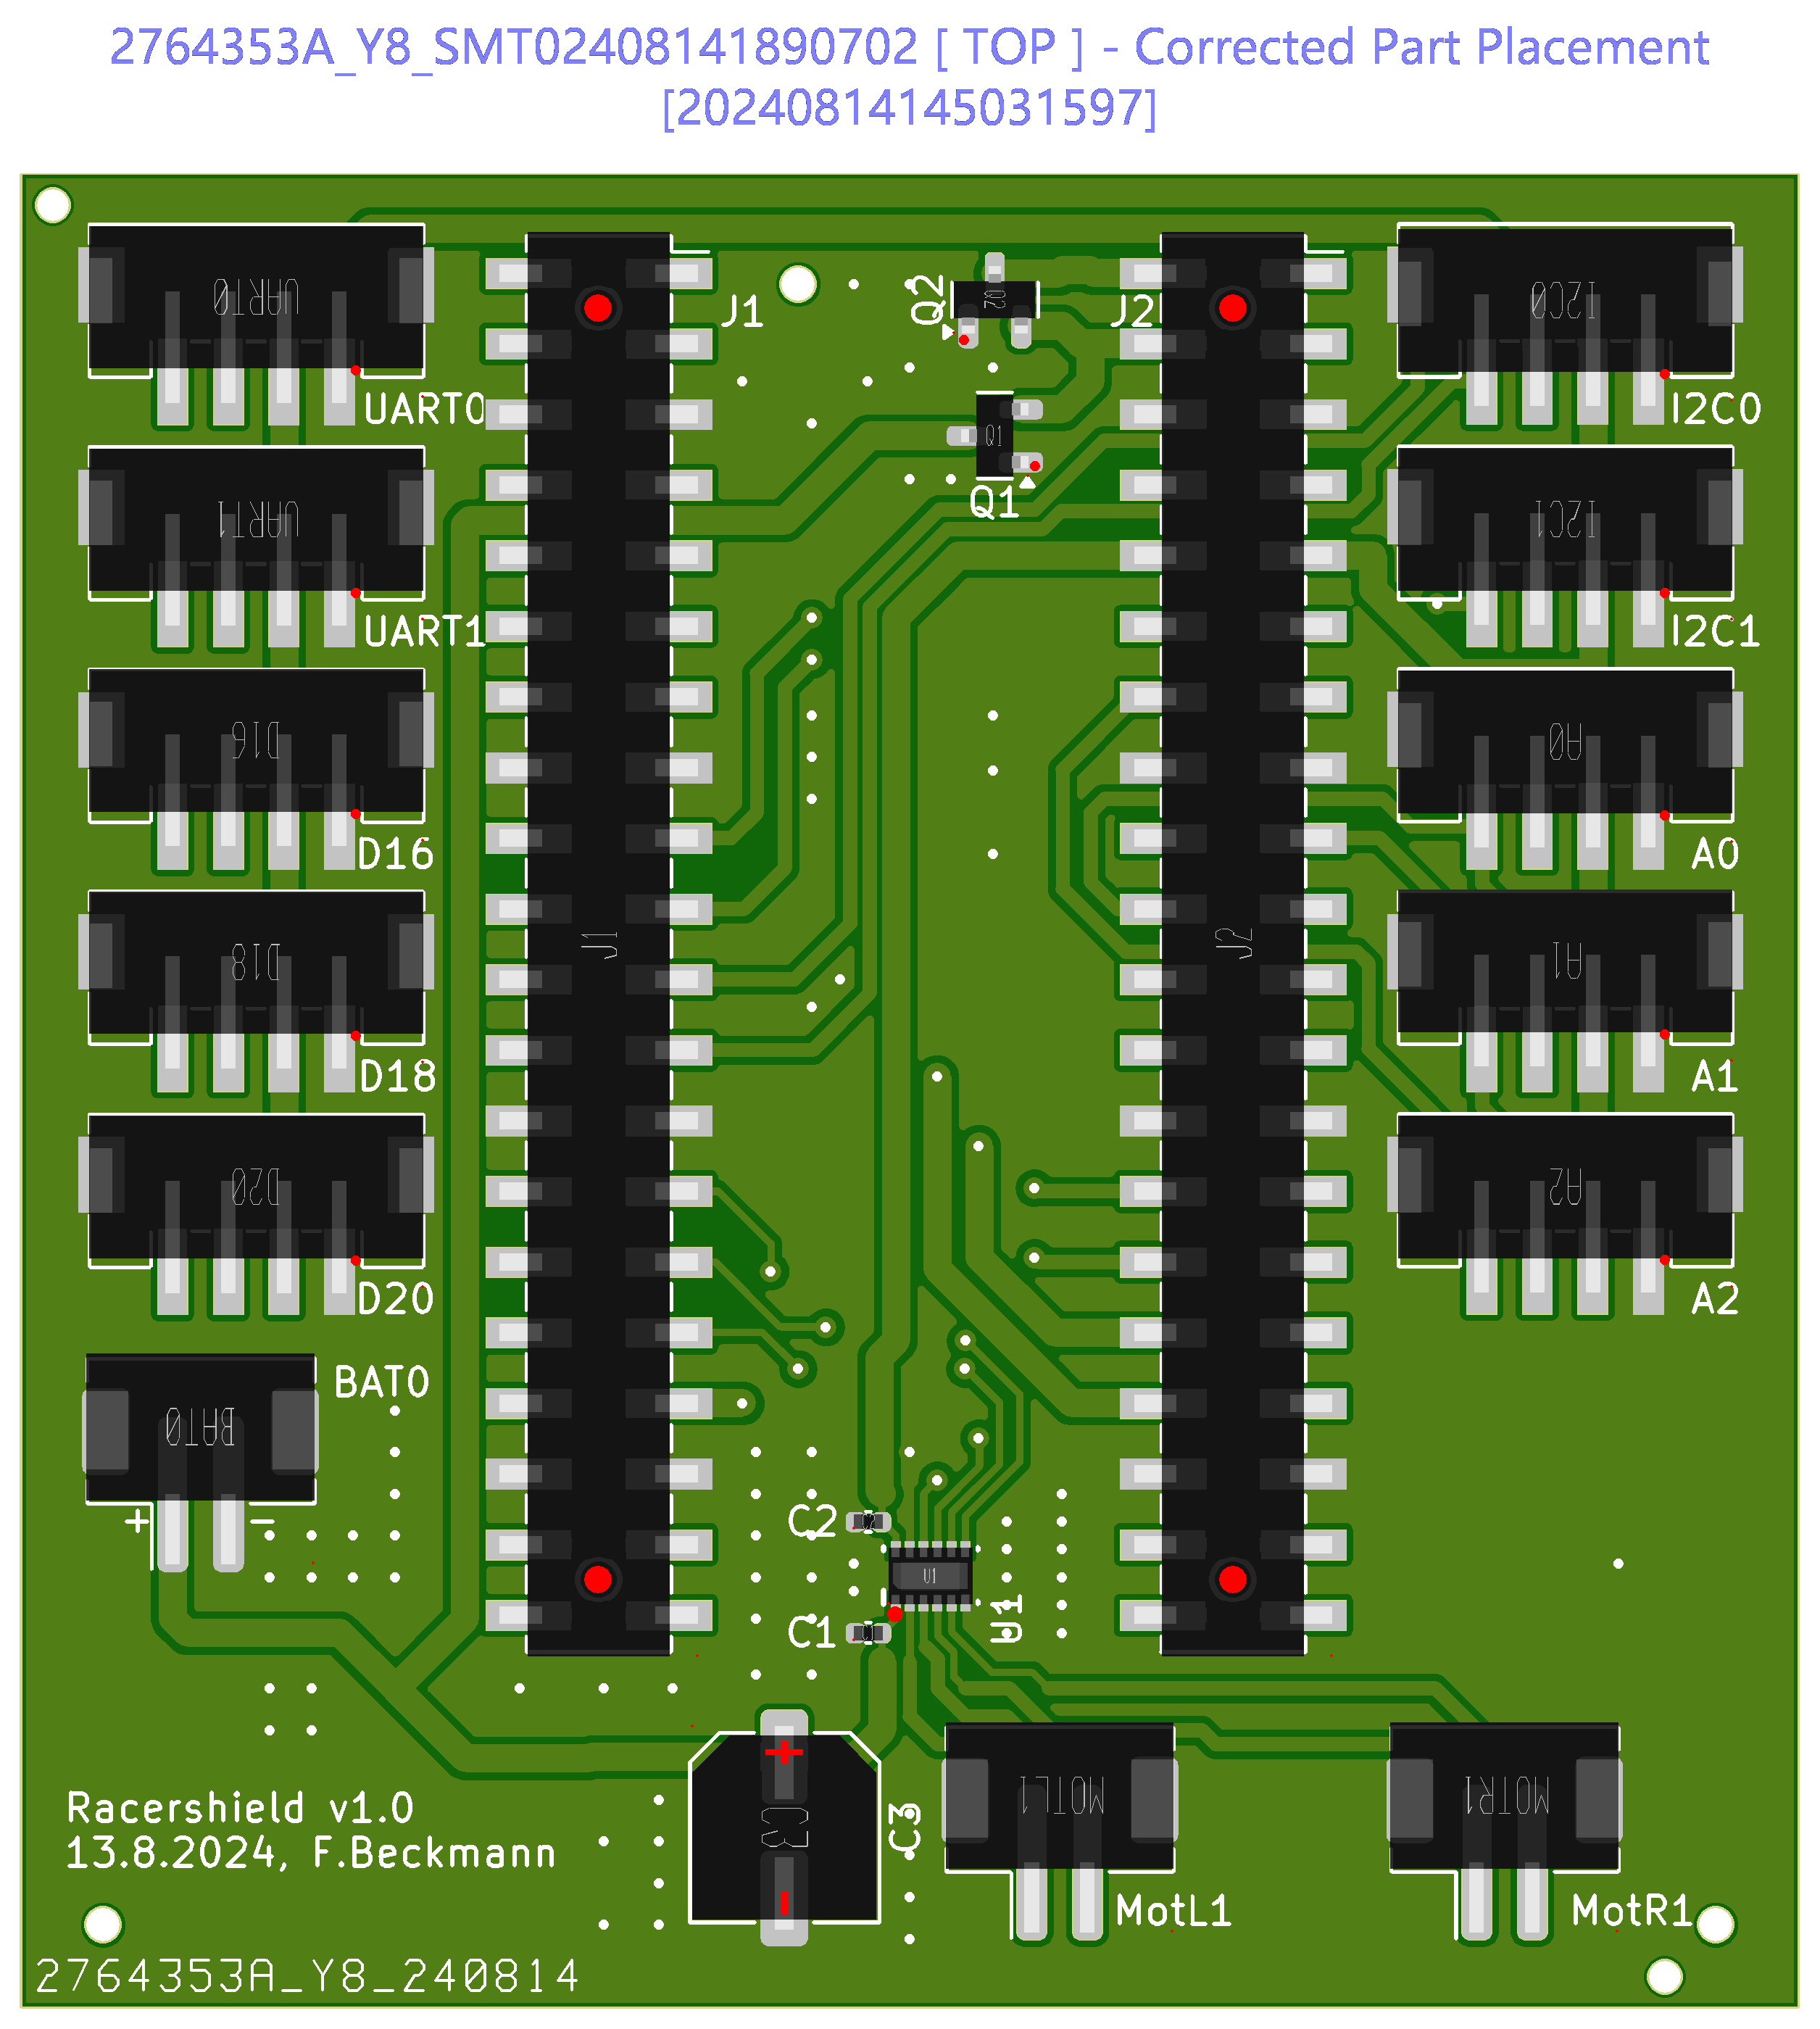 2764353A_Y8_SMT02408141890702 [ TOP ] - Corrected Part Placement
[20240814145031597]
UART0
UART0
J1
Q2
Q2
J2
I2C0
I2C0
Q1
Q1
UART1
UART1
I2C1
I2C1
D16
D16
A0
A0
J1
J2
D18
D18
A1
A1
D20
D20
A2
A2
BAT0
BAT0
+
−
C2
U1
U1
C1
+
C3
C3
−
MOTL1
MotL1
MOTR1
MotR1
Racershield v1.0
13.8.2024, F.Beckmann
2764353A_Y8_240814